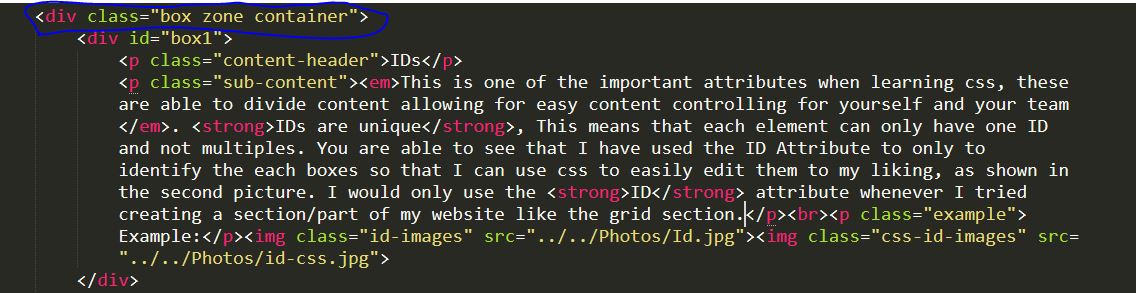 <div class="box zone container">
<div id="box1">
<p class="content-header">IDs</p>
<p class="sub-content"><em>This is one of the important attributes when learning css, these
are able to divide content allowing for easy content controlling for yourself and your team
</em>. <strong>IDs are unique</strong>, This means that each element can only have one ID
and not multiples. You are able to see that I have used the ID Attribute to only to
identify the each boxes so that I can use css to easily edit them to my liking, as shown in
the second picture. I would only use the <strong>ID</strong> attribute whenever I tried
creating a section/part of my website like the grid section.</p><br><p class="example">
Example:</p><img class="id-images" src="../../Photos/Id.jpg"><img class="css-id-images" src=
"../../Photos/id-css.jpg">
</div>